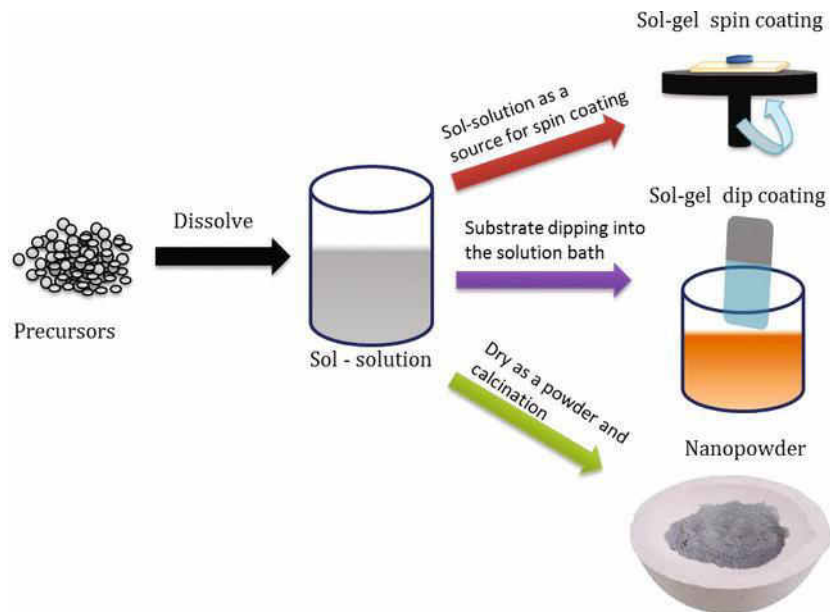 Precursors
Dissolve
Sol - solution
Sol-solution as a
source for spin coating
Sol-gel spin coating
Substrate dipping into
the solution bath
Sol-gel dip coating
Dry as a powder and
calcination
Nanopowder